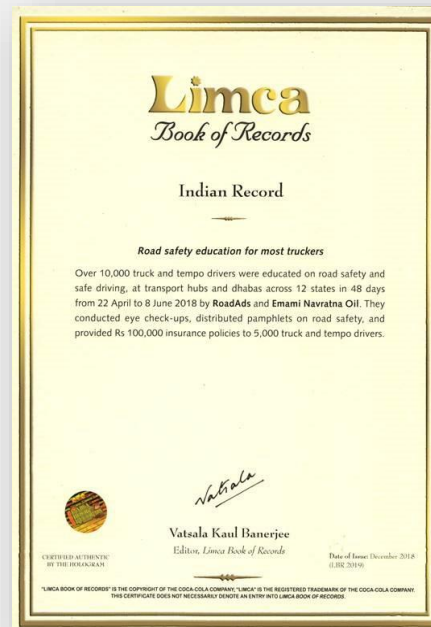 Limca
Book of Records
Indian Record
Road safety education for most truckers
Over 10,000 truck and tempo drivers were educated on road safety and
safe driving, at transport hubs and dhabas across 12 states in 48 days
from 22 April to 8 June 2018 by RoadAds and Emami Navratna Oil. They
conducted eye check-ups, distributed pamphlets on road safety, and
provided Rs 100,000 insurance policies to 5,000 truck and tempo drivers.
Vatsala
Vatsala Kaul Banerjee
Editor, Limca Book of Records
CERTIFIED AUTHENTIC
BY THE HOLOGRAM
Date of Issue: December 2018
(LBR 2019)
"LIMCA BOOK OF RECORDS" IS THE COPYRIGHT OF THE COCA-COLA COMPANY, "LIMCA" IS THE REGISTERED TRADEMARK OF THE COCA-COLA COMPANY.
THIS CERTIFICATE DOES NOT NECESSARILY DENOTE AN ENTRY INTO LIMCA BOOK OF RECORDS.